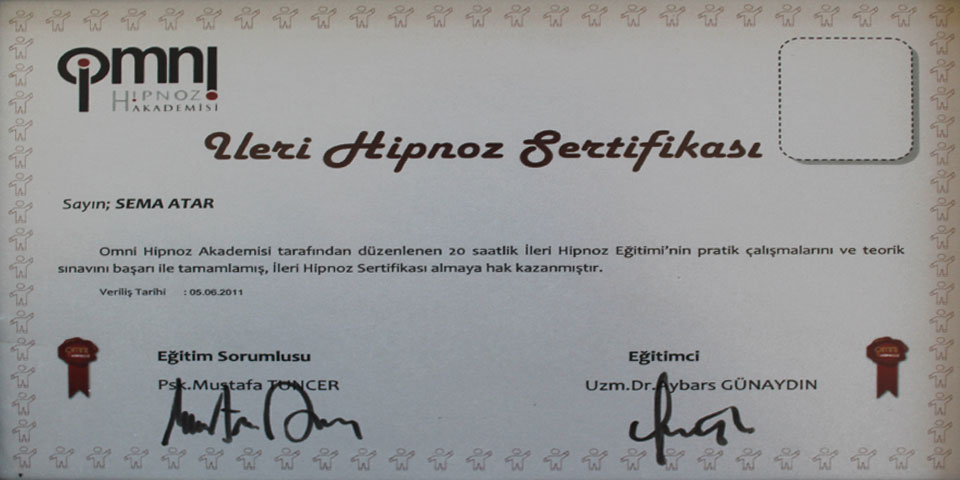 omni
HİPNOZ
AKADEMİSİ
İleri Hipnoz Sertifikası
Sayın; SEMA ATAR
Omni Hipnoz Akademisi tarafından düzenlenen 20 saatlik İleri Hipnoz Eğitimi'nin pratik çalışmalarını ve teorik
sınavını başarı ile tamamlamış, İleri Hipnoz Sertifikası almaya hak kazanmıştır.
Veriliş Tarihi : 05.06.2011
Eğitim Sorumlusu Eğitimci
Psk.Mustafa TUNCER Uzm.Dr.Aybars GÜNAYDIN